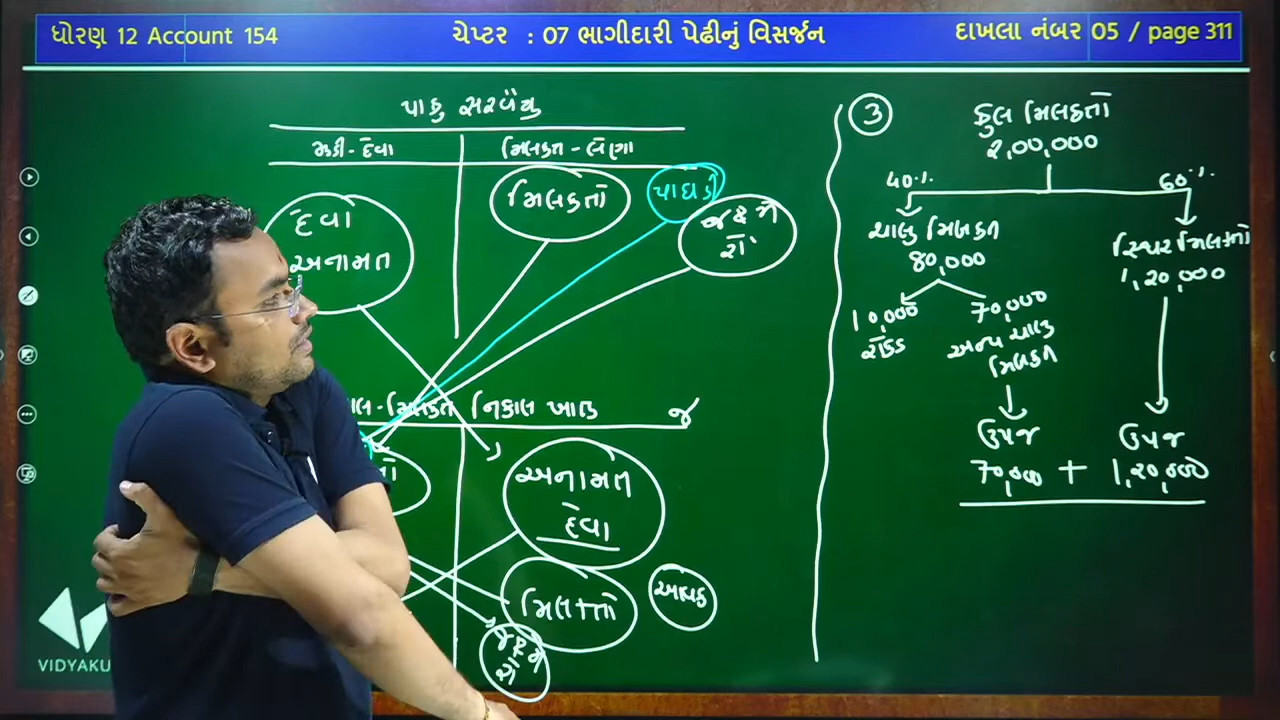 ધોરણ 12 Account 154
ચેપ્ટર : 07 ભાગીદારી પેઢીનું વિસર્જન
દાખલા નંબર 05 / page 311
પાકુ સરવૈયુ
મૂડી-દેવા
મિલકત-લેણા
દેવા
અનામત
મિલકતો
પાઘડી
નિકાલ ખાતુ
જ
અનામત
દેવા
મિલકતો
આવક
3
કુલ મિલકતો
2,00,000
40%
60%
ચાલુ મિલકત
80,000
સ્થિર મિલકતો
1,20,000
10,000
રોકડ
70,000
અન્ય ચાલુ
મિલકત
ઉપજ
70,000
+
ઉપજ
1,20,000
VIDYAKU